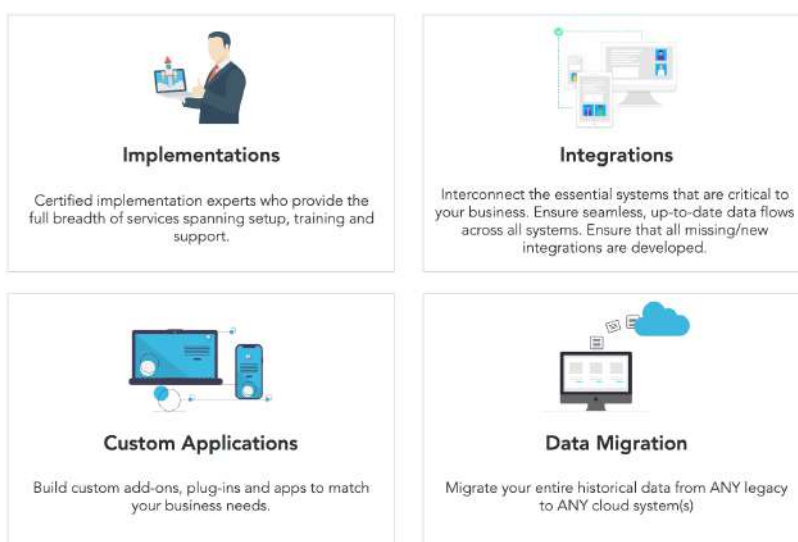 Implementations
Certified implementation experts who provide the
full breadth of services spanning setup, training and
support.
Integrations
Interconnect the essential systems that are critical to
your business. Ensure seamless, up-to-date data flows
across all systems. Ensure that all missing/new
integrations are developed.
Custom Applications
Build custom add-ons, plug-ins and apps to match
your business needs.
Data Migration
Migrate your entire historical data from ANY legacy
to ANY cloud system(s)